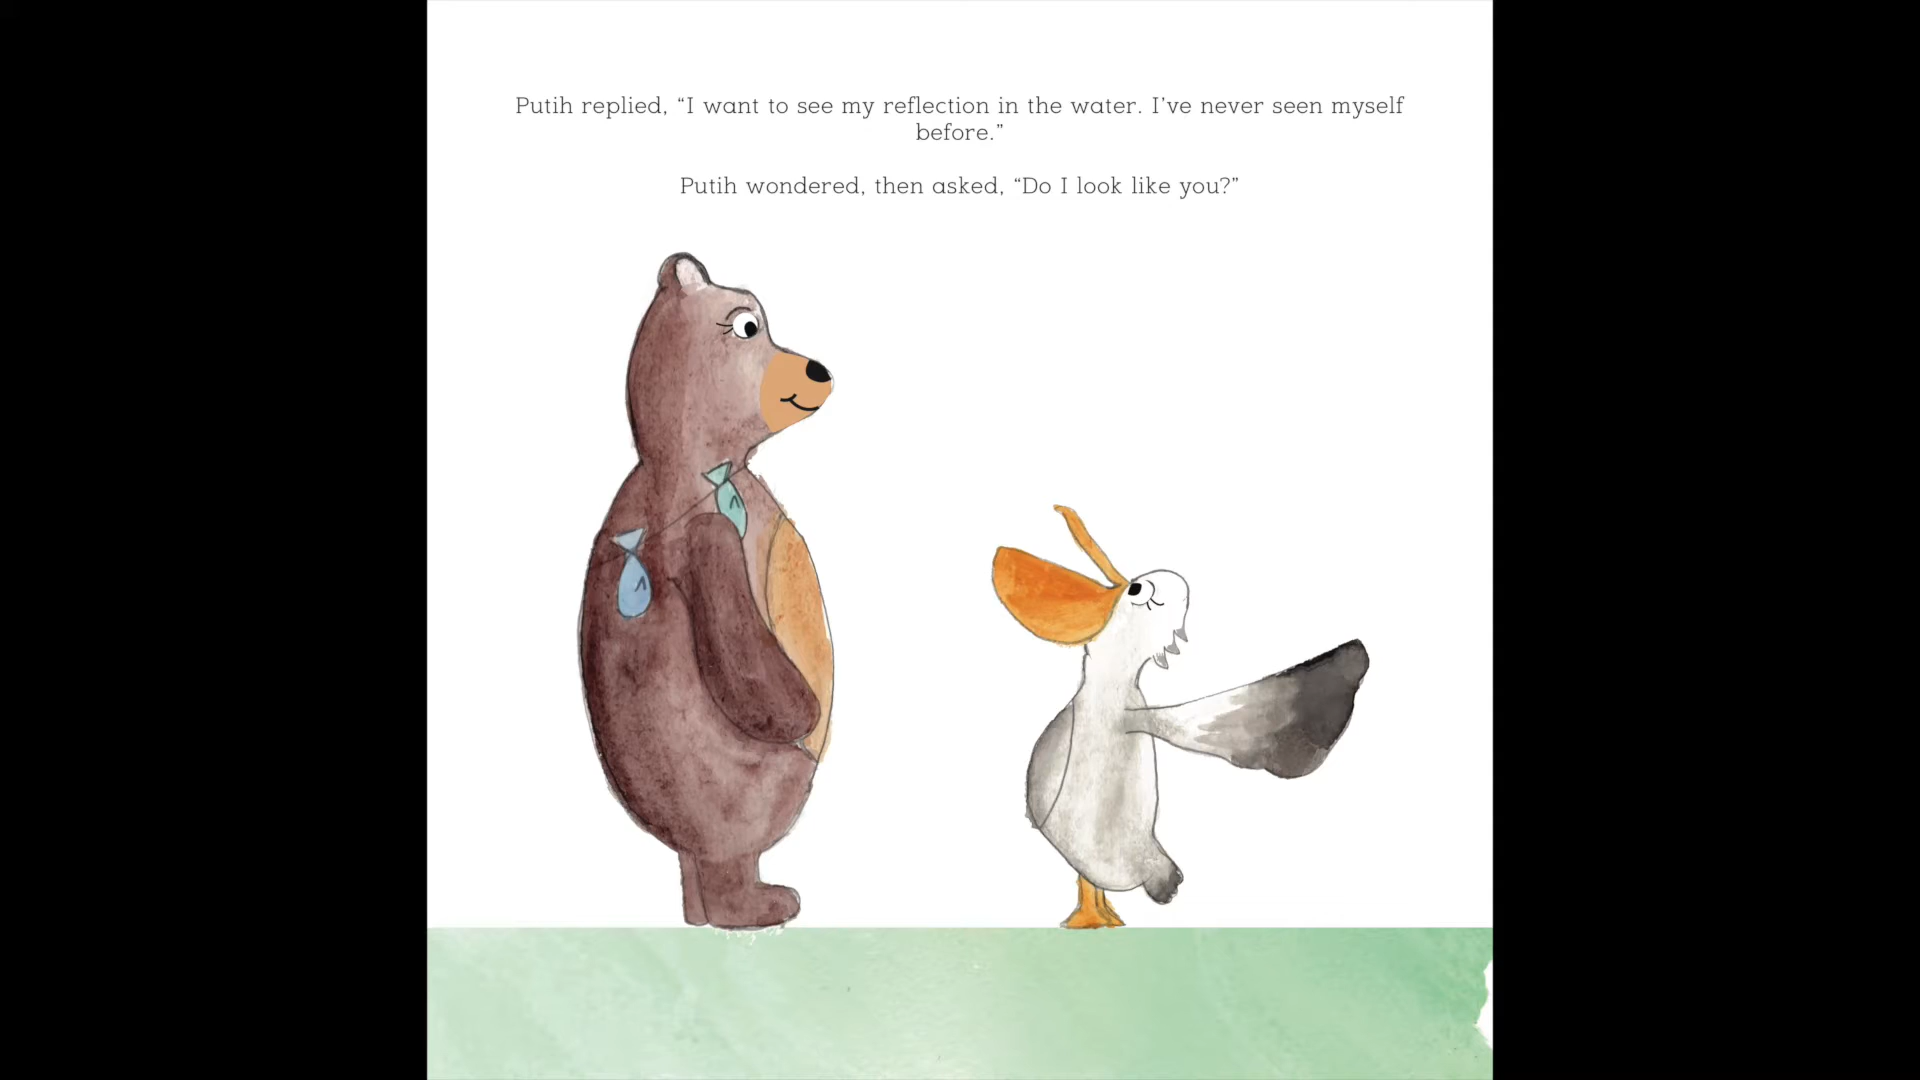 Putih replied, “I want to see my reflection in the water. I’ve never seen myself
before.”
Putih wondered, then asked, “Do I look like you?”